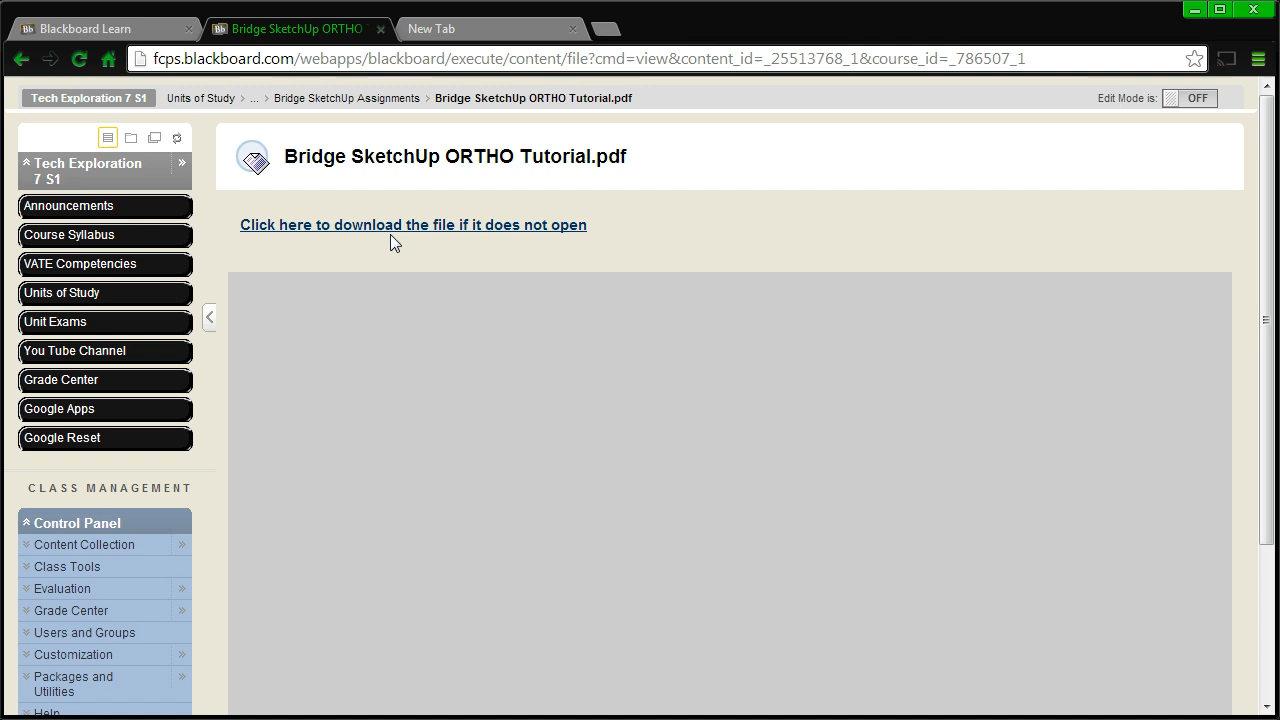 Blackboard Learn
Bridge SketchUp ORTHO
New Tab
fcps.blackboard.com/webapps/blackboard/execute/content/file?cmd=view&content_id=_25513768_1&course_id=_786507_1
Tech Exploration 7 S1
Units of Study > ... > Bridge SketchUp Assignments > Bridge SketchUp ORTHO Tutorial.pdf
Edit Mode is: OFF
Bridge SketchUp ORTHO Tutorial.pdf
Click here to download the file if it does not open
Tech Exploration
7 S1
Announcements
Course Syllabus
VATE Competencies
Units of Study
Unit Exams
You Tube Channel
Grade Center
Google Apps
Google Reset
CLASS MANAGEMENT
Control Panel
Content Collection
Class Tools
Evaluation
Grade Center
Users and Groups
Customization
Packages and
Utilities
Help